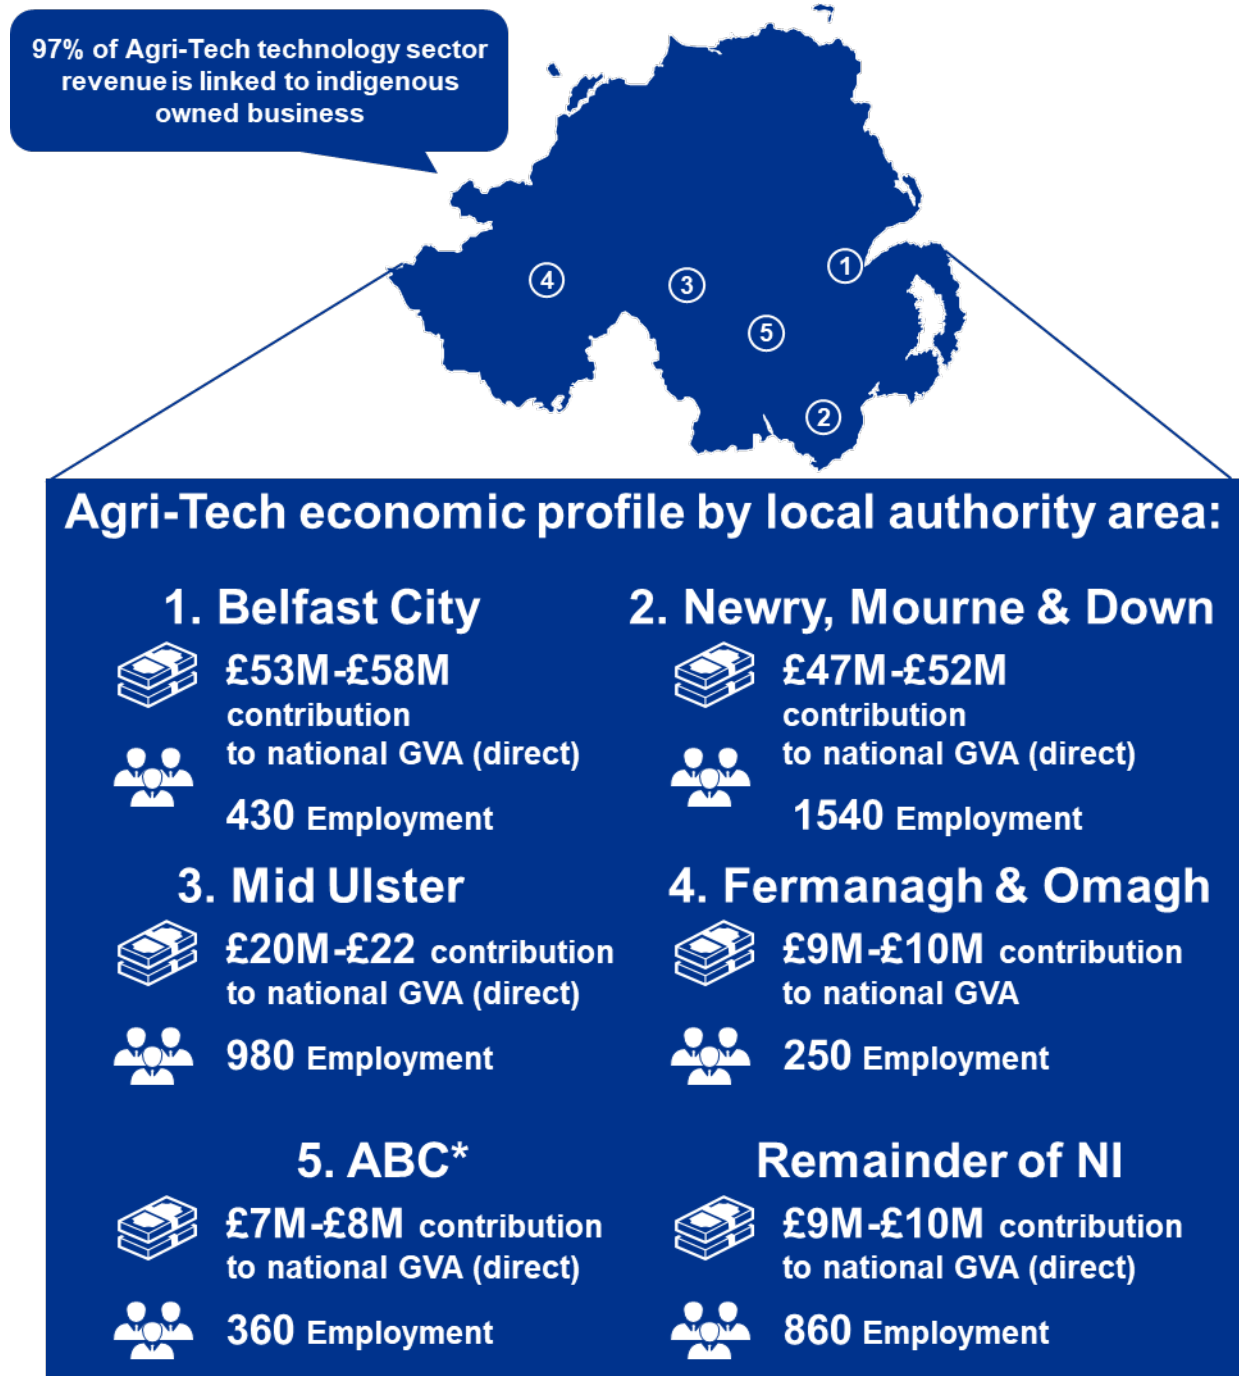 97% of Agri-Tech technology sector
revenue is linked to indigenous
owned business
4
3
1
5
2
Agri-Tech economic profile by local authority area:
1. Belfast City
£53M-£58M
contribution
to national GVA (direct)
430 Employment
2. Newry, Mourne & Down
£47M-£52M
contribution
to national GVA (direct)
1540 Employment
3. Mid Ulster
£20M-£22 contribution
to national GVA (direct)
980 Employment
4. Fermanagh & Omagh
£9M-£10M contribution
to national GVA
250 Employment
5. ABC*
£7M-£8M contribution
to national GVA (direct)
360 Employment
Remainder of NI
£9M-£10M contribution
to national GVA (direct)
860 Employment